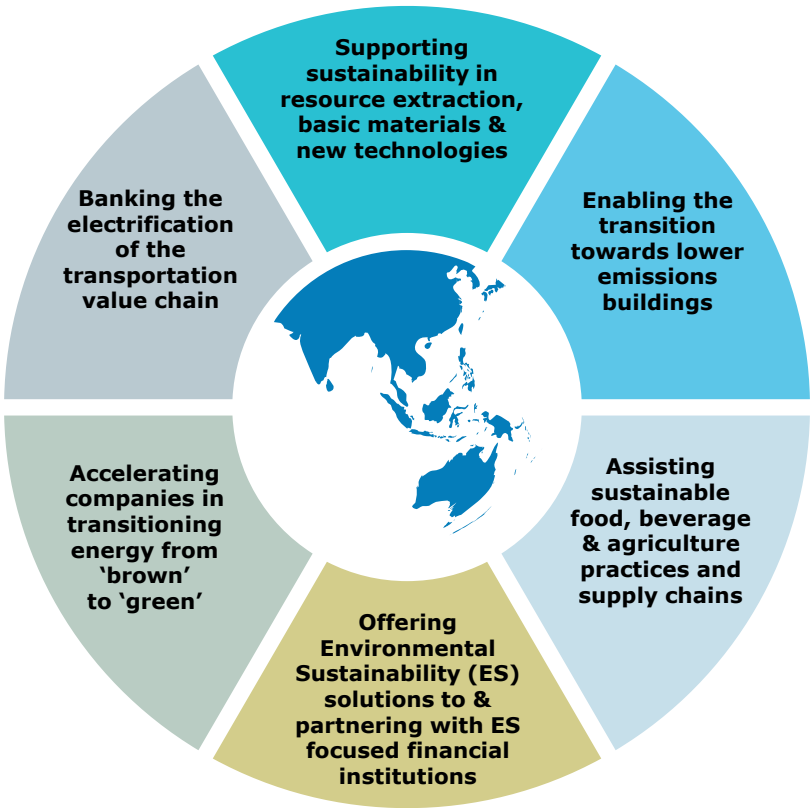 Supporting
sustainability in
resource extraction,
basic materials &
new technologies
Enabling the
transition
towards lower
emissions
buildings
Assisting
sustainable
food, beverage
& agriculture
practices and
supply chains
Offering
Environmental
Sustainability (ES)
solutions to &
partnering with ES
focused financial
institutions
Accelerating
companies in
transitioning
energy from
‘brown’
to ‘green’
Banking the
electrification
of the
transportation
value chain